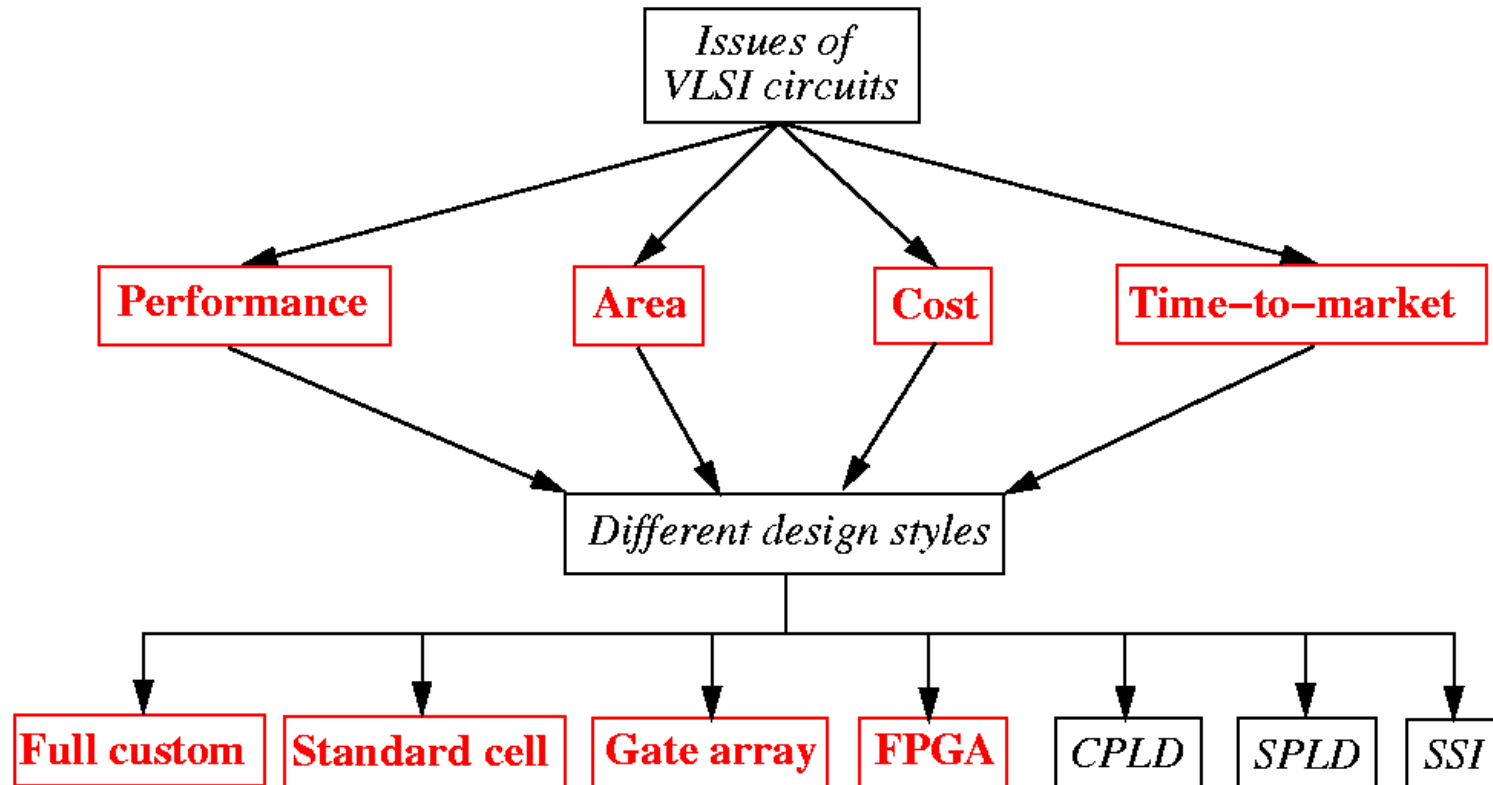 Issues of
VLSI circuits
Performance
Area
Cost
Time−to−market
Different design styles
Full custom
Standard cell
Gate array
FPGA
CPLD
SPLD
SSI